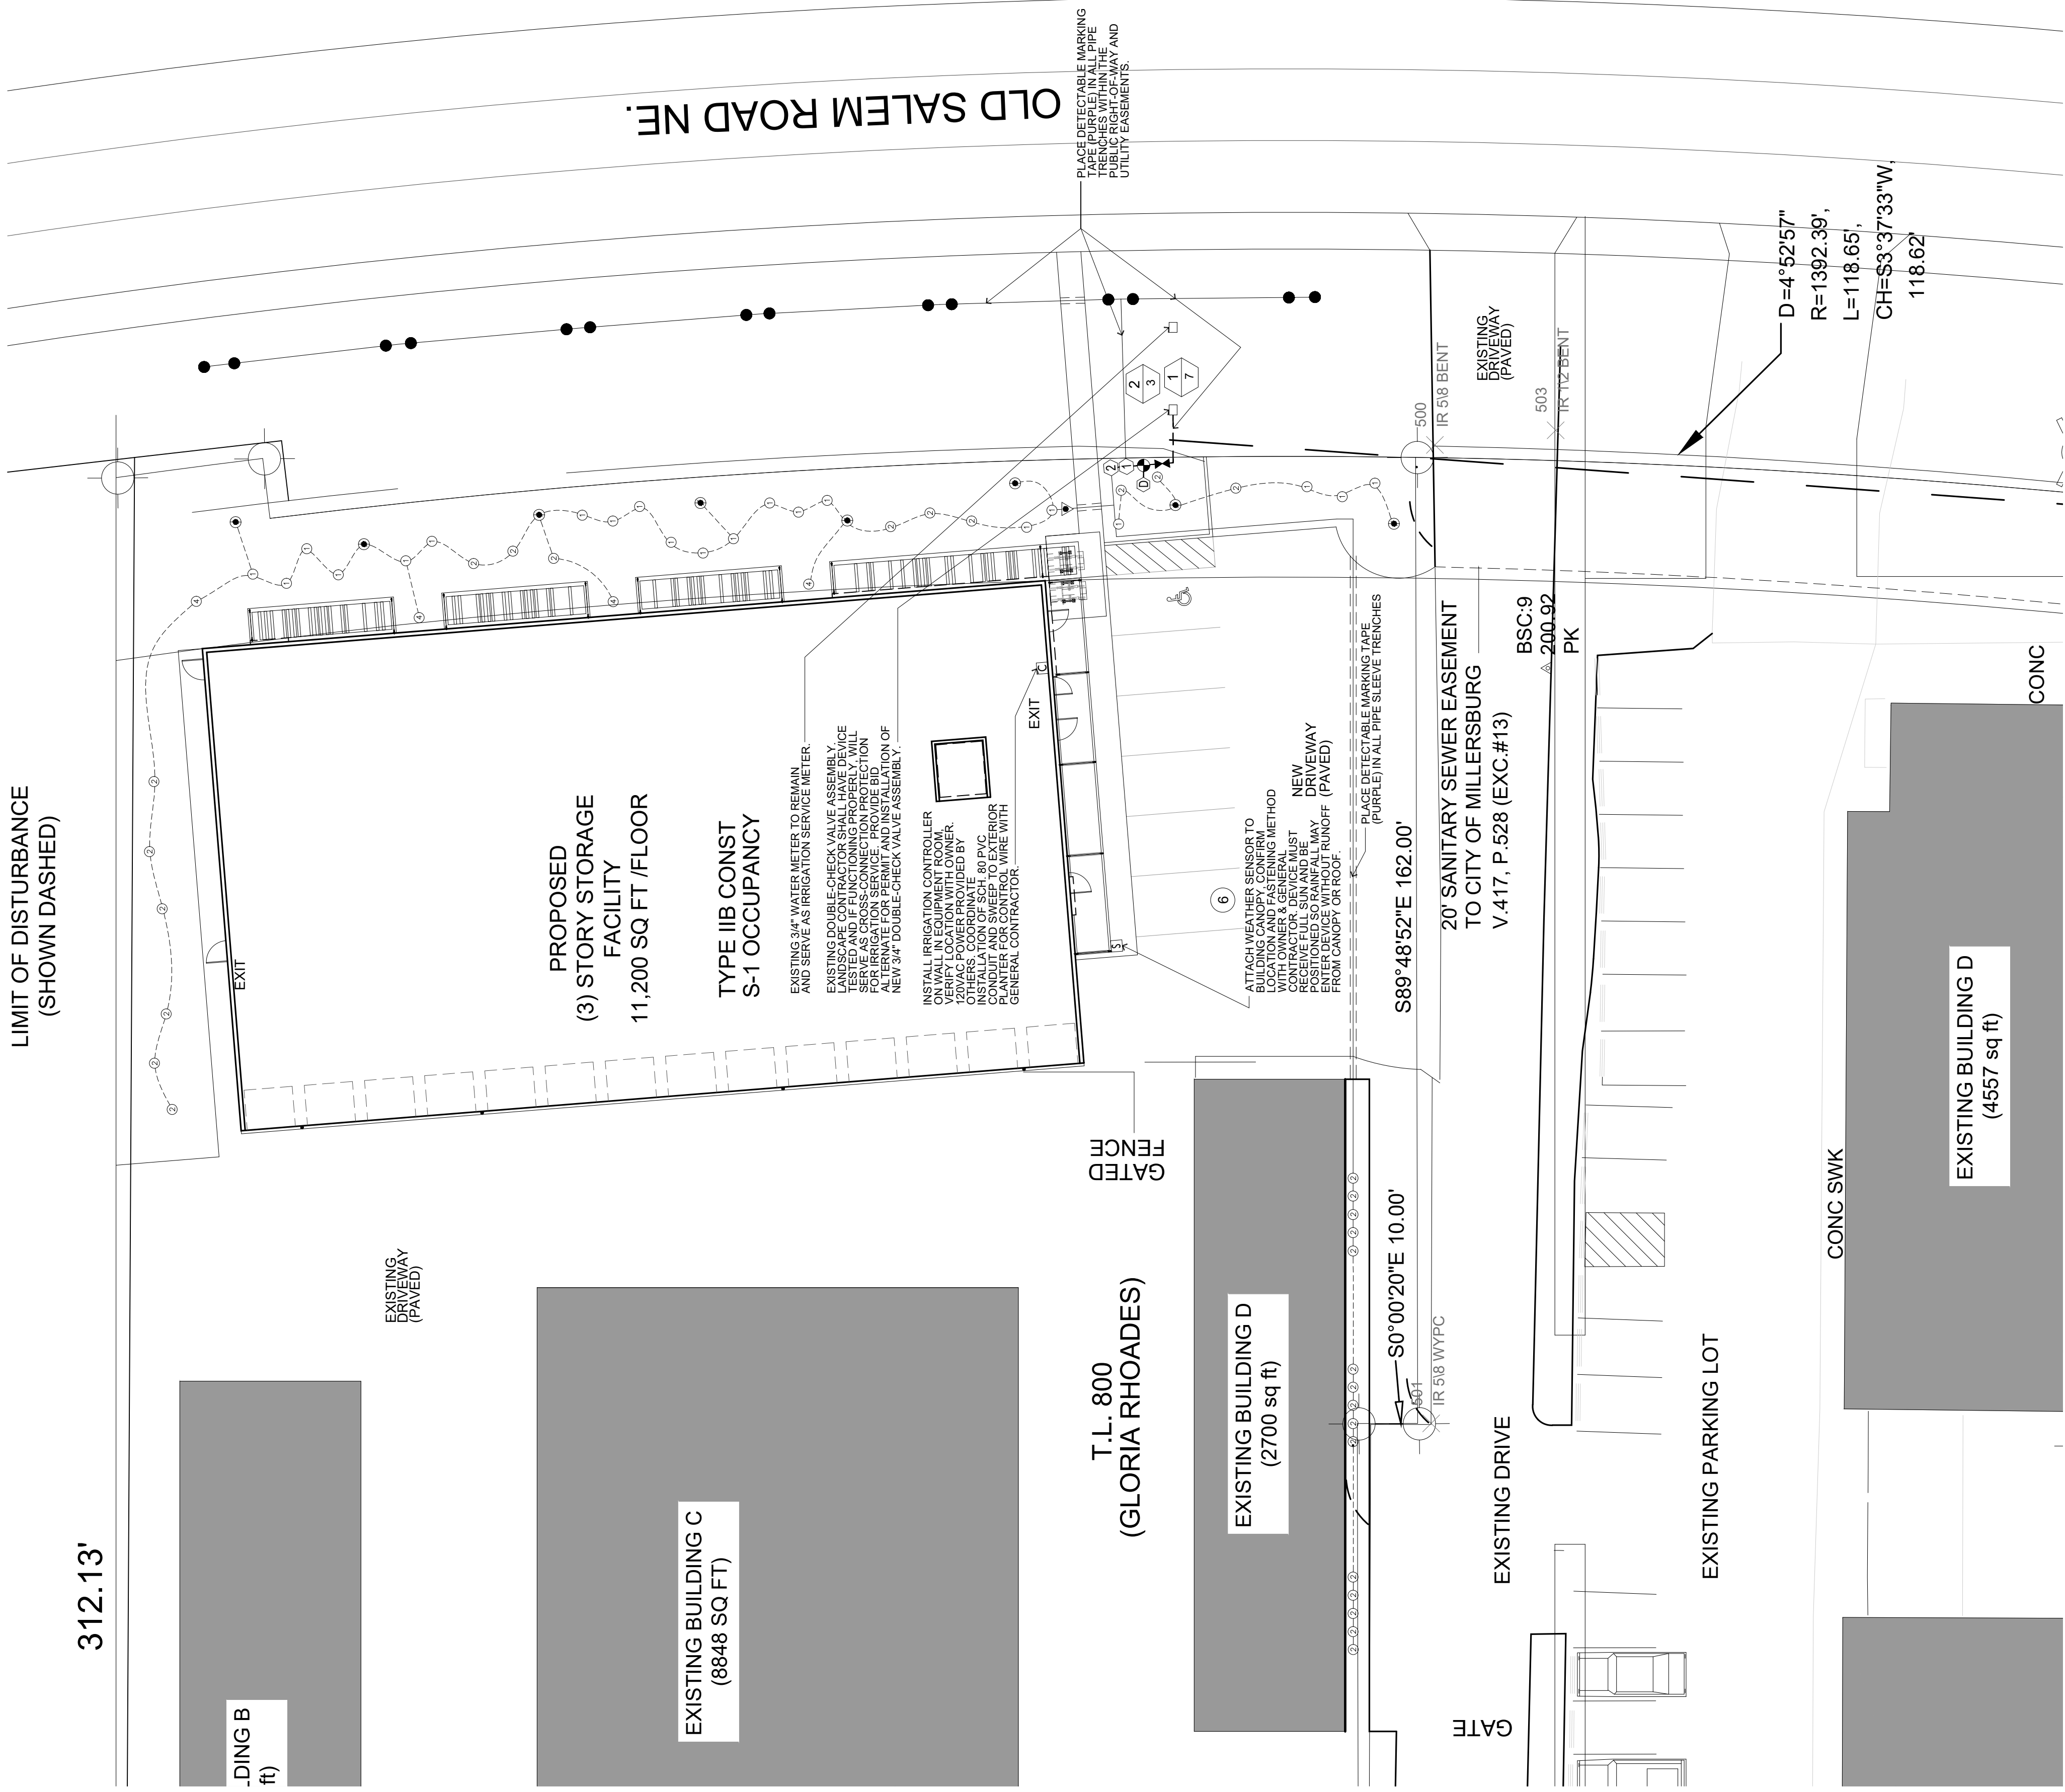 OLD SALEM ROAD NE.
PLACE DETECTABLE MARKING
TAPE (PURPLE) IN ALL PIPE
TRENCHES WITHIN THE
PUBLIC RIGHT-OF-WAY AND
UTILITY EASEMENTS.
D=4°52'57"
R=1392.39',
L=118.65',
CH=S3°37'33"W,
118.62'
EXISTING
DRIVEWAY
(PAVED)
500
IR 5\8 BENT
503
IR 1\2 BENT
2
3
1
7
2
1
D
LIMIT OF DISTURBANCE
(SHOWN DASHED)
EXIT
PROPOSED
(3) STORY STORAGE
FACILITY
11,200 SQ FT /FLOOR
TYPE IIB CONST
S-1 OCCUPANCY
EXISTING 3/4" WATER METER TO REMAIN
AND SERVE AS IRRIGATION SERVICE METER.
EXISTING DOUBLE-CHECK VALVE ASSEMBLY.
LANDSCAPE CONTRACTOR SHALL HAVE DEVICE
TESTED AND IF FUNCTIONING PROPERLY, WILL
SERVE AS CROSS-CONNECTION PROTECTION
FOR IRRIGATION SERVICE. PROVIDE BID
ALTERNATE FOR PERMIT AND INSTALLATION OF
NEW 3/4" DOUBLE-CHECK VALVE ASSEMBLY.
INSTALL IRRIGATION CONTROLLER
ON WALL IN EQUIPMENT ROOM.
VERIFY LOCATION WITH OWNER.
120VAC POWER PROVIDED BY
OTHERS. COORDINATE
INSTALLATION OF SCH. 80 PVC
CONDUIT AND SWEEP TO EXTERIOR
PLANTER FOR CONTROL WIRE WITH
GENERAL CONTRACTOR.
EXIT
C
S
6
ATTACH WEATHER SENSOR TO
BUILDING CANOPY. CONFIRM
LOCATION AND FASTENING METHOD
WITH OWNER & GENERAL
CONTRACTOR. DEVICE MUST
RECEIVE FULL SUN AND BE
POSITIONED SO RAINFALL MAY
ENTER DEVICE WITHOUT RUNOFF
FROM CANOPY OR ROOF.
NEW
DRIVEWAY
(PAVED)
PLACE DETECTABLE MARKING TAPE
(PURPLE) IN ALL PIPE SLEEVE TRENCHES
S89°48'52"E 162.00'
20' SANITARY SEWER EASEMENT
TO CITY OF MILLERSBURG
V.417, P.528 (EXC.#13)
BSC:9
200.92
PK
CONC
GATED
FENCE
EXISTING
DRIVEWAY
(PAVED)
312.13'
EXISTING BUILDING C
(8848 SQ FT)
T.L. 800
(GLORIA RHOADES)
EXISTING BUILDING D
(2700 sq ft)
S0°00'20"E 10.00'
501
IR 5\8 WYPC
EXISTING DRIVE
EXISTING PARKING LOT
CONC SWK
EXISTING BUILDING D
(4557 sq ft)
GATE
LDING B
ft)